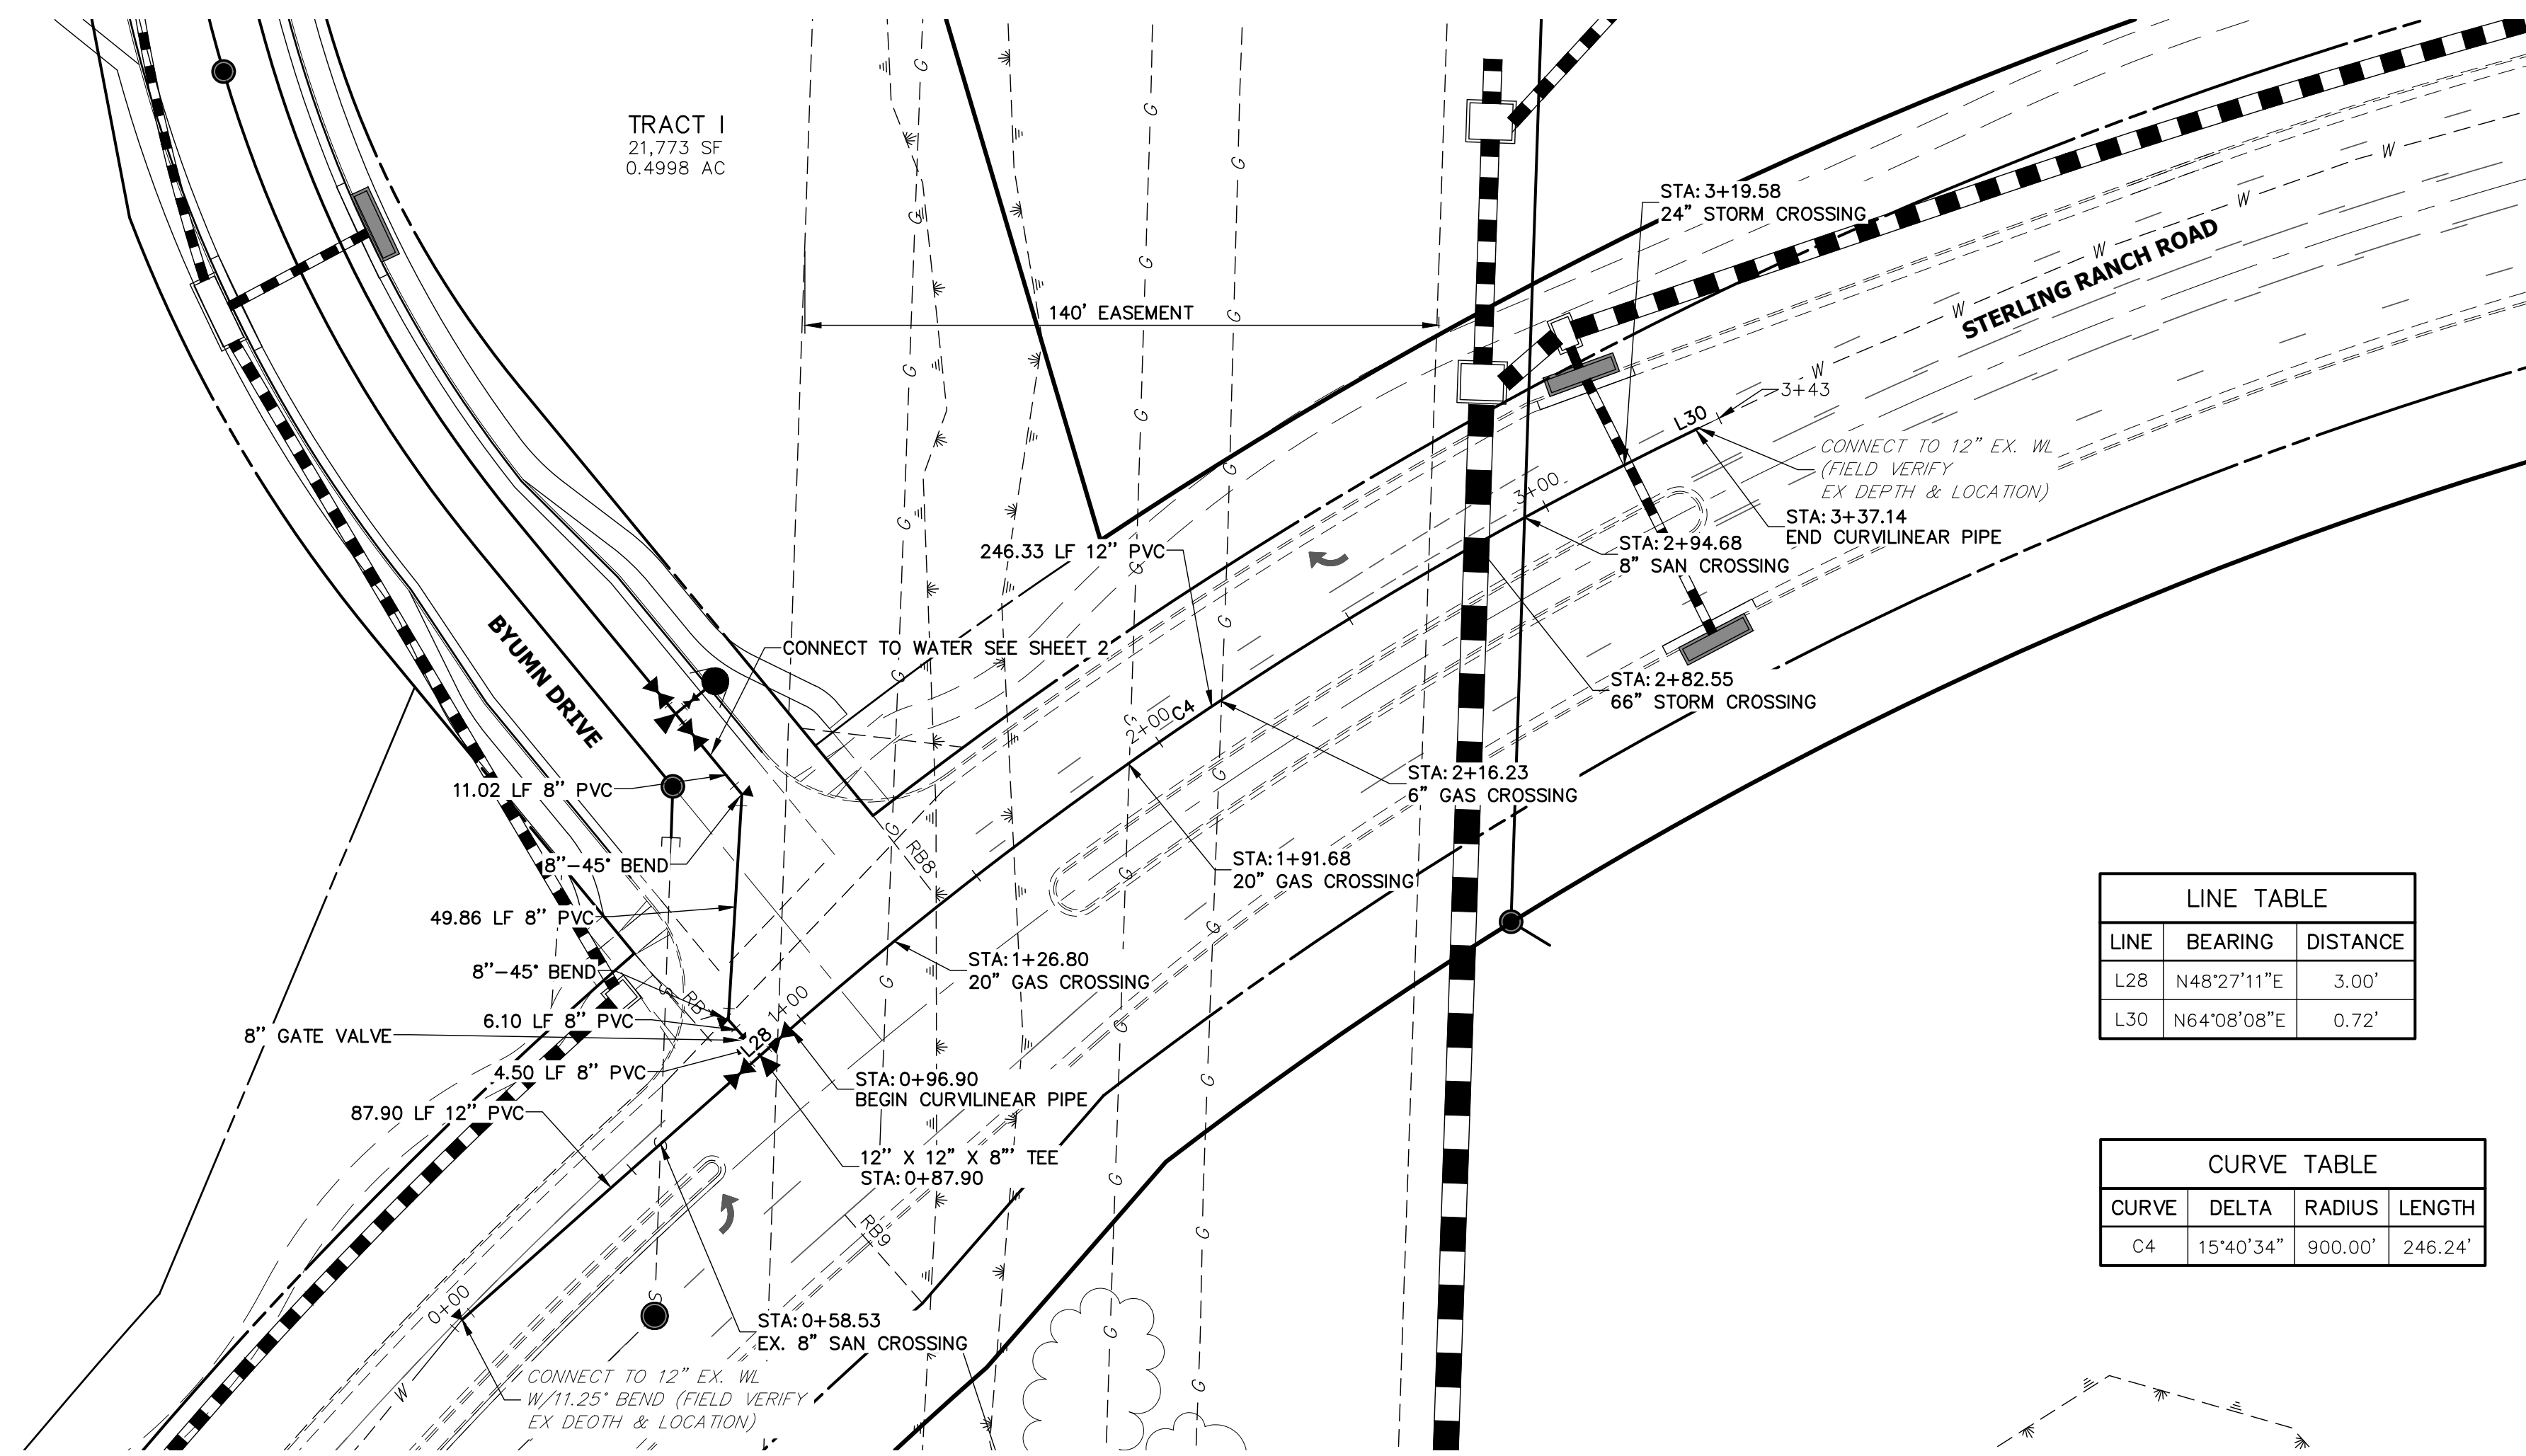 TRACT I
21,773 SF
0.4998 AC
STA: 3+19.58
24" STORM CROSSING
STERLING RANCH ROAD
140' EASEMENT
3+43
L30
CONNECT TO 12" EX. WL
(FIELD VERIFY
EX DEPTH & LOCATION)
3+00
STA: 3+37.14
END CURVILINEAR PIPE
STA: 2+94.68
8" SAN CROSSING
246.33 LF 12" PVC
BYUMN DRIVE
CONNECT TO WATER SEE SHEET 2
STA: 2+82.55
66" STORM CROSSING
2+00
C4
STA: 2+16.23
6" GAS CROSSING
11.02 LF 8" PVC
8"-45° BEND
RB8
STA: 1+91.68
20" GAS CROSSING
49.86 LF 8" PVC
STA: 1+26.80
20" GAS CROSSING
8"-45° BEND
RB
1+00
6.10 LF 8" PVC
8" GATE VALVE
L28
4.50 LF 8" PVC
STA: 0+96.90
BEGIN CURVILINEAR PIPE
87.90 LF 12" PVC
12" X 12" X 8"' TEE
STA: 0+87.90
RB9
0+00
STA: 0+58.53
EX. 8" SAN CROSSING
CONNECT TO 12" EX. WL
W/11.25° BEND (FIELD VERIFY
EX DEOTH & LOCATION)
G G G G
G G G
G G G
G G G
G G G
G G G
G G G
G G G
G G G
W W W W W
W
S S S
LINE TABLE
LINE BEARING DISTANCE
L28 N48°27'11"E 3.00'
L30 N64°08'08"E 0.72'
CURVE TABLE
CURVE DELTA RADIUS LENGTH
C4 15°40'34" 900.00' 246.24'